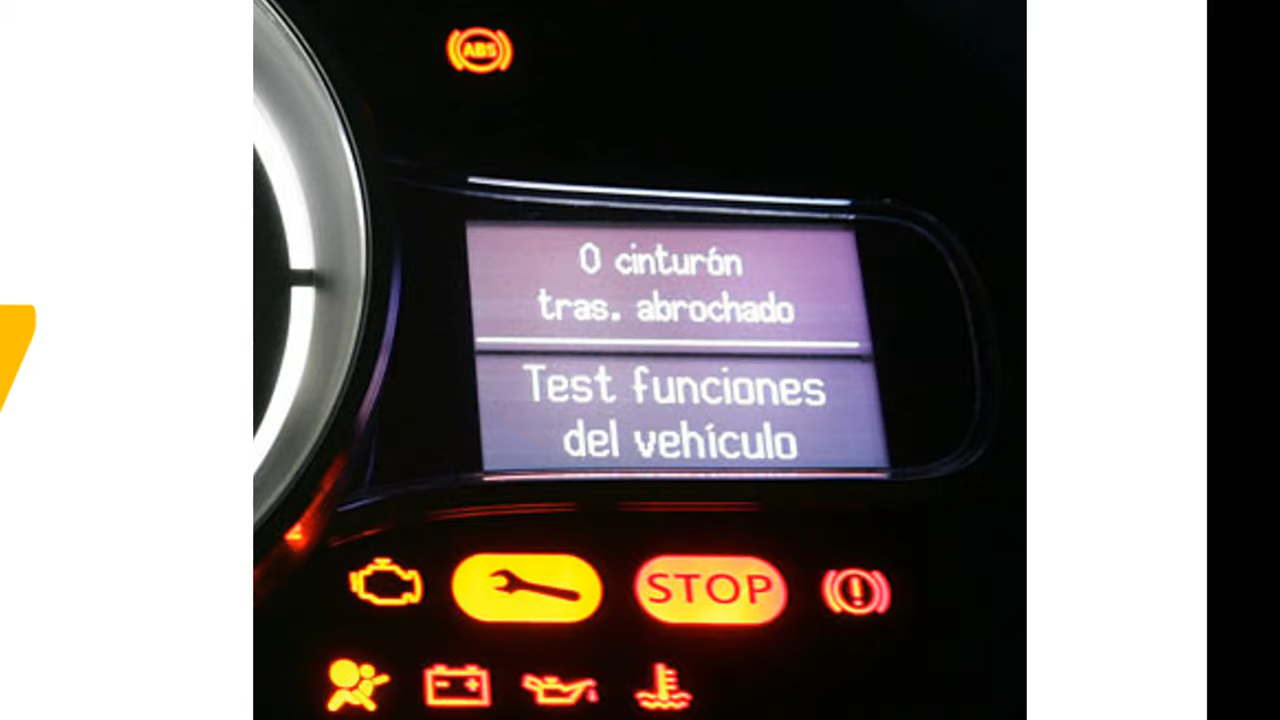 ABS
0 cinturón
tras. abrochado
Test funciones
del vehículo
STOP